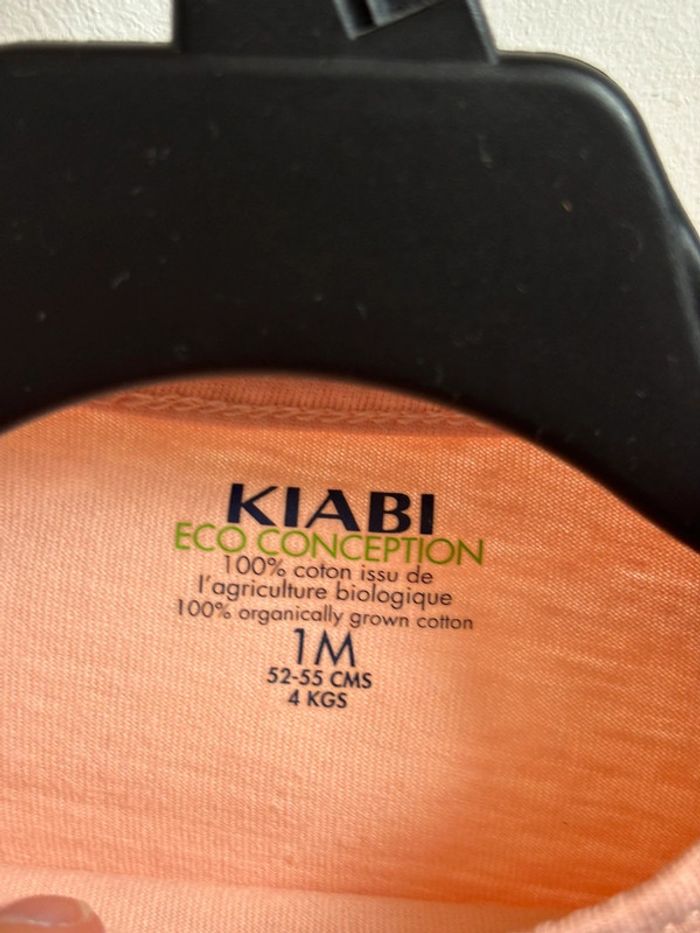 KIABI
ECO CONCEPTION
100% coton issu de
l'agriculture biologique
100% organically grown cotton
1M
52-55 CMS
4 KGS